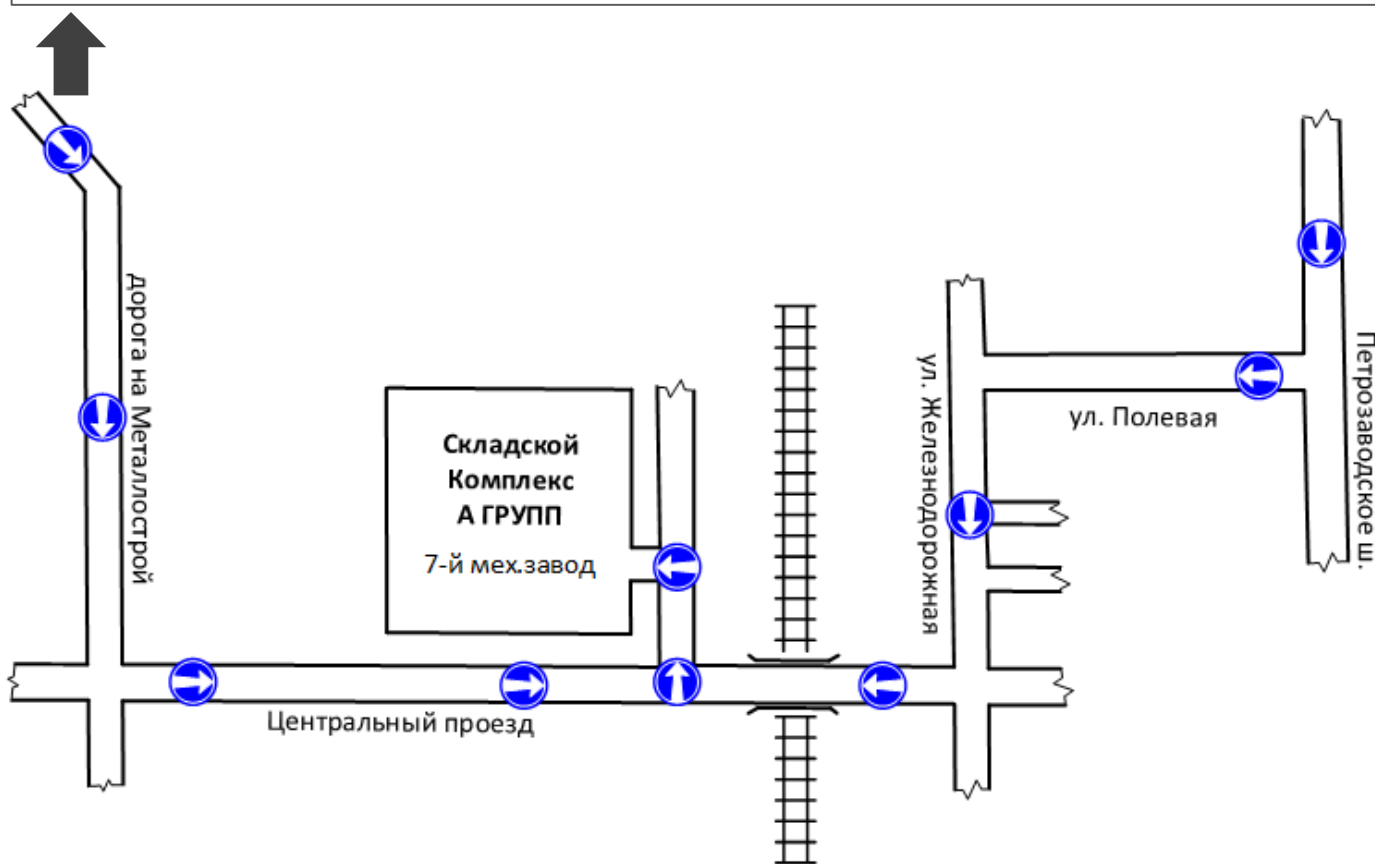 дорога на Металлострой
Складской
Комплекс
А ГРУПП
7-й мех.завод
Центральный проезд
ул. Железнодорожная
ул. Полевая
Петрозаводское ш.